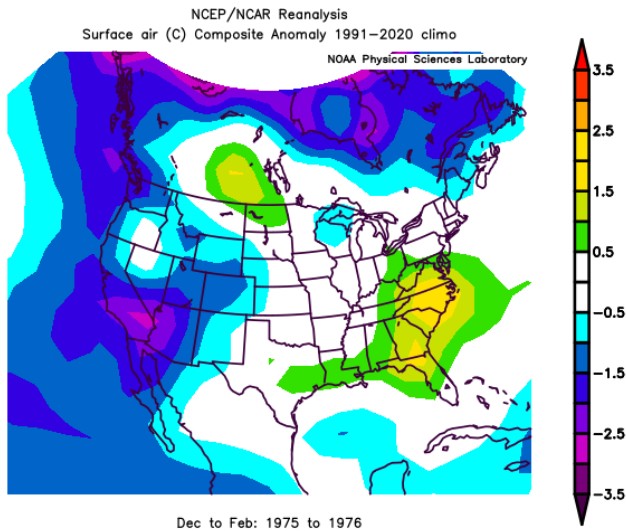 NCEP/NCAR Reanalysis
Surface air (C) Composite Anomaly 1991-2020 climo
NOAA Physical Sciences Laboratory
3.5
2.5
1.5
0.5
-0.5
-1.5
-2.5
-3.5
Dec to Feb: 1975 to 1976